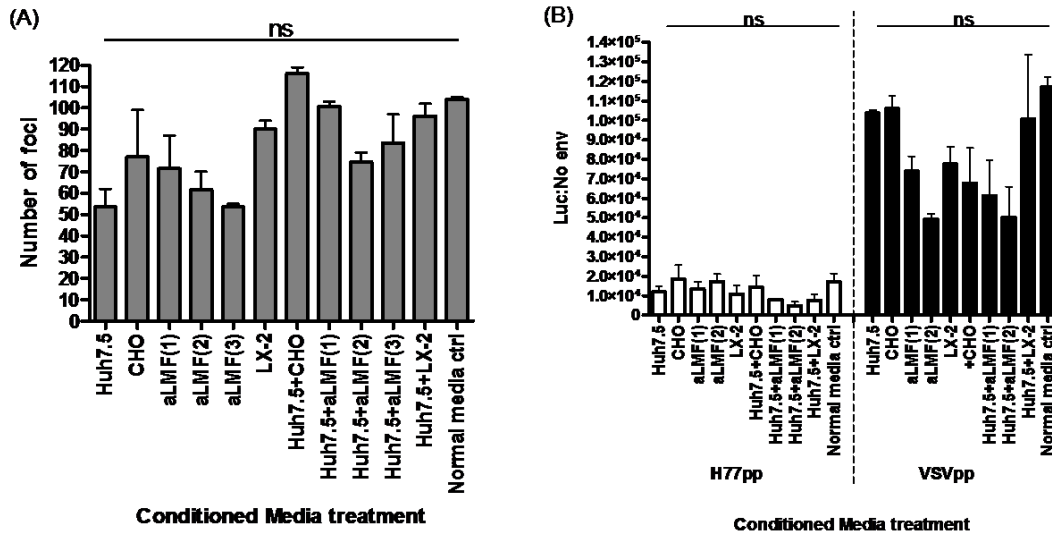 (A)
ns
Number of foci
120
110
100
90
80
70
60
50
40
30
20
10
0
Huh7.5
CHO
aLMF(1)
aLMF(2)
aLMF(3)
LX-2
Huh7.5+CHO
Huh7.5+aLMF(1)
Huh7.5+aLMF(2)
Huh7.5+aLMF(3)
Huh7.5+LX-2
Normal media ctrl
Conditioned Media treatment
(B)
ns
ns
Luc:No env
1.4×10⁵
1.3×10⁵
1.2×10⁵
1.1×10⁵
1.0×10⁵
9.0×10⁴
8.0×10⁴
7.0×10⁴
6.0×10⁴
5.0×10⁴
4.0×10⁴
3.0×10⁴
2.0×10⁴
1.0×10⁴
Huh7.5
CHO
aLMF(1)
aLMF(2)
LX-2
Huh7.5+CHO
Huh7.5+aLMF(1)
Huh7.5+aLMF(2)
Huh7.5+LX-2
Normal media ctrl
Huh7.5
CHO
aLMF(1)
aLMF(2)
LX-2
+CHO
Huh7.5+aLMF(1)
Huh7.5+aLMF(2)
Huh7.5+LX-2
Normal media ctrl
H77pp
VSVpp
Conditioned Media treatment